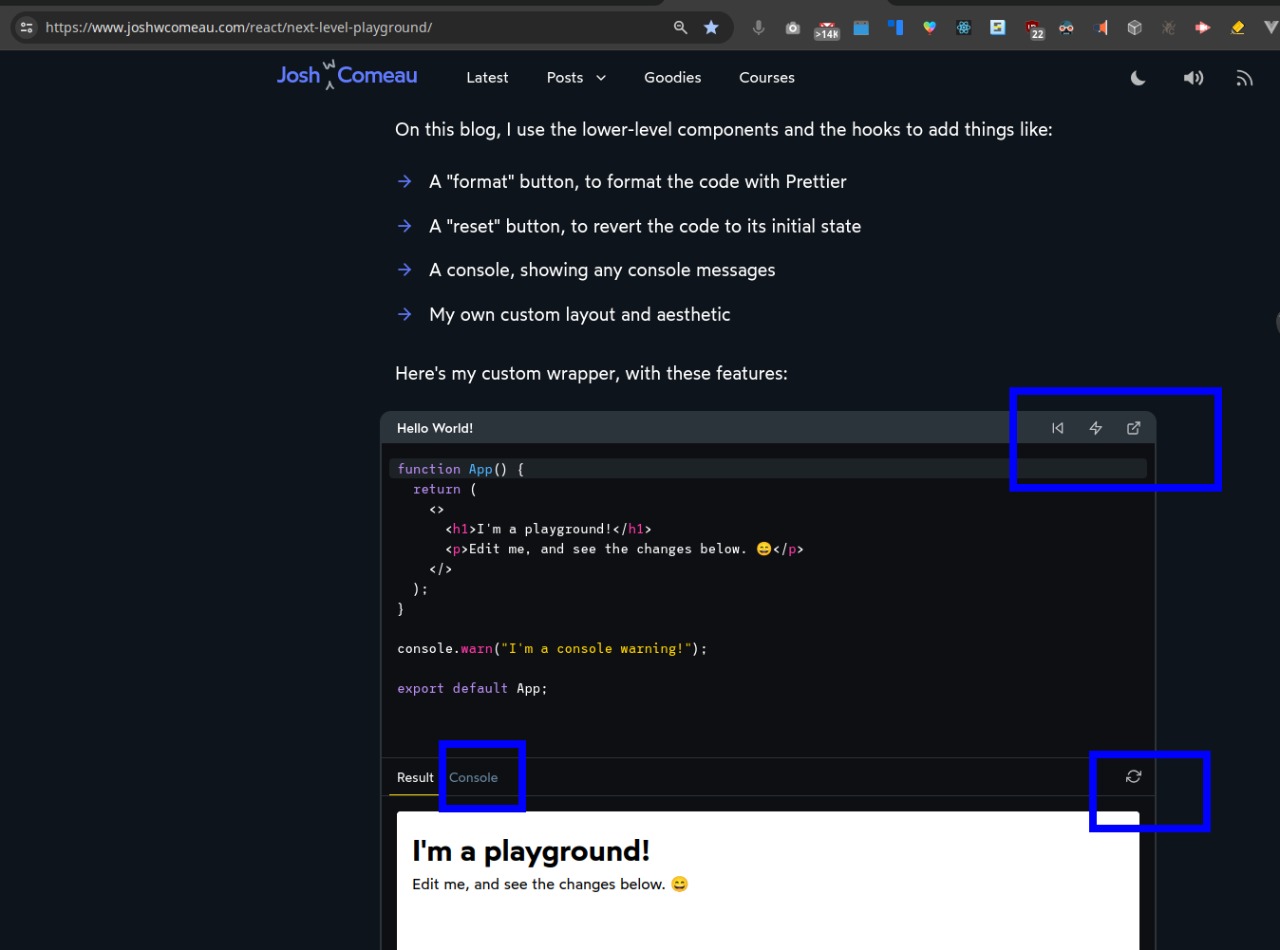 https://www.joshwcomeau.com/react/next-level-playground/
>14K
22
Josh W Comeau
Latest Posts Goodies Courses
On this blog, I use the lower-level components and the hooks to add things like:
→ A "format" button, to format the code with Prettier
→ A "reset" button, to revert the code to its initial state
→ A console, showing any console messages
→ My own custom layout and aesthetic
Here's my custom wrapper, with these features:
Hello World!
function App() {
  return (
    <>
      <h1>I'm a playground!</h1>
      <p>Edit me, and see the changes below. 😄</p>
    </>
  );
}
console.warn("I'm a console warning!");
export default App;
Result Console
I'm a playground!
Edit me, and see the changes below. 😄